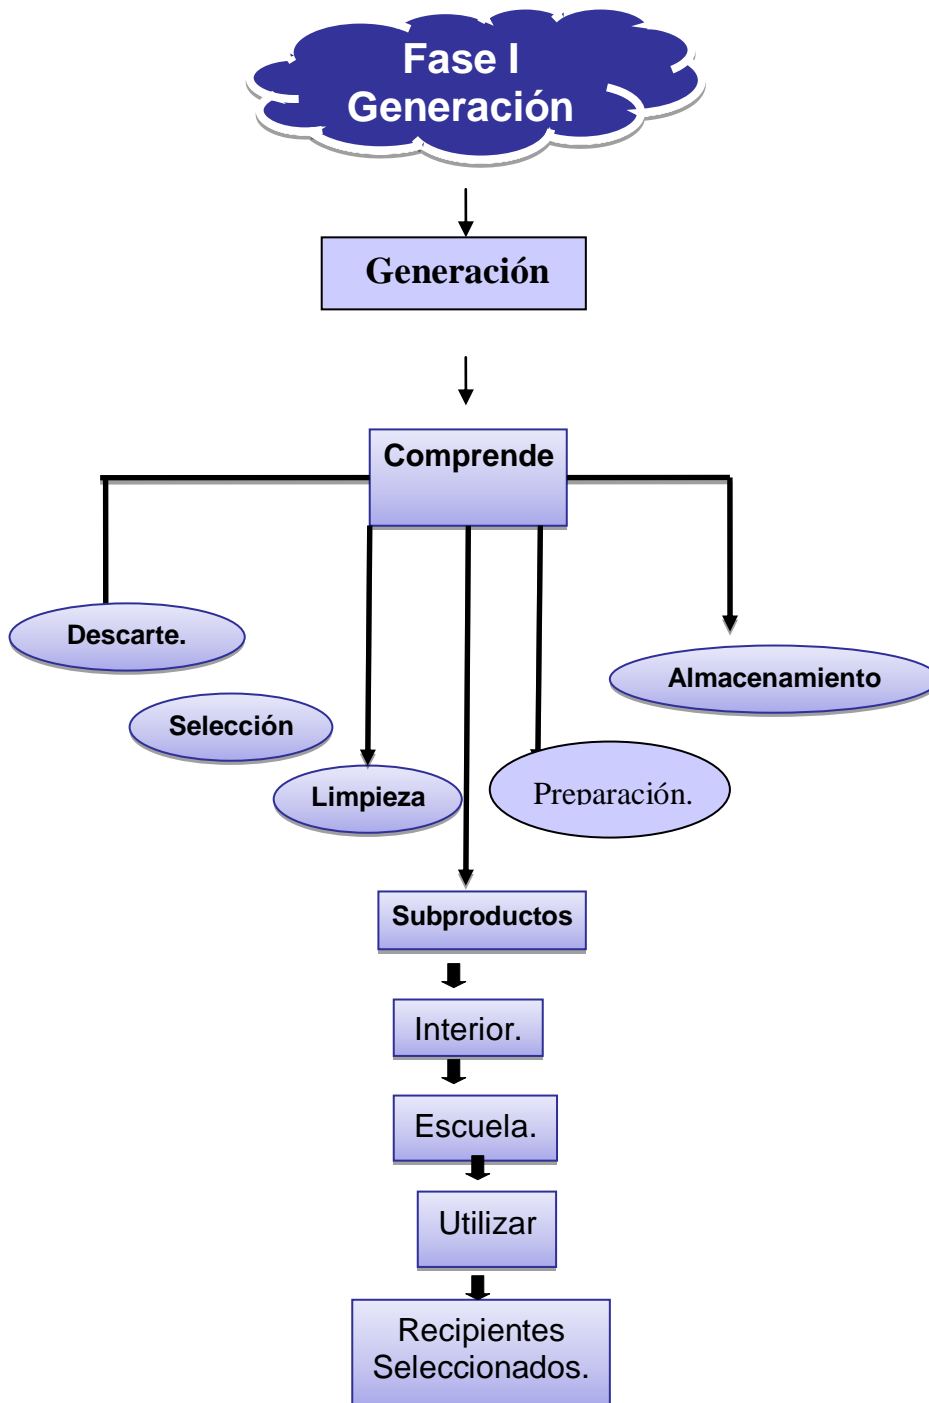 Fase I
Generación
Generación
Comprende
Descarte.
Almacenamiento
Selección
Limpieza
Preparación.
Subproductos
Interior.
Escuela.
Utilizar
Recipientes
Seleccionados.